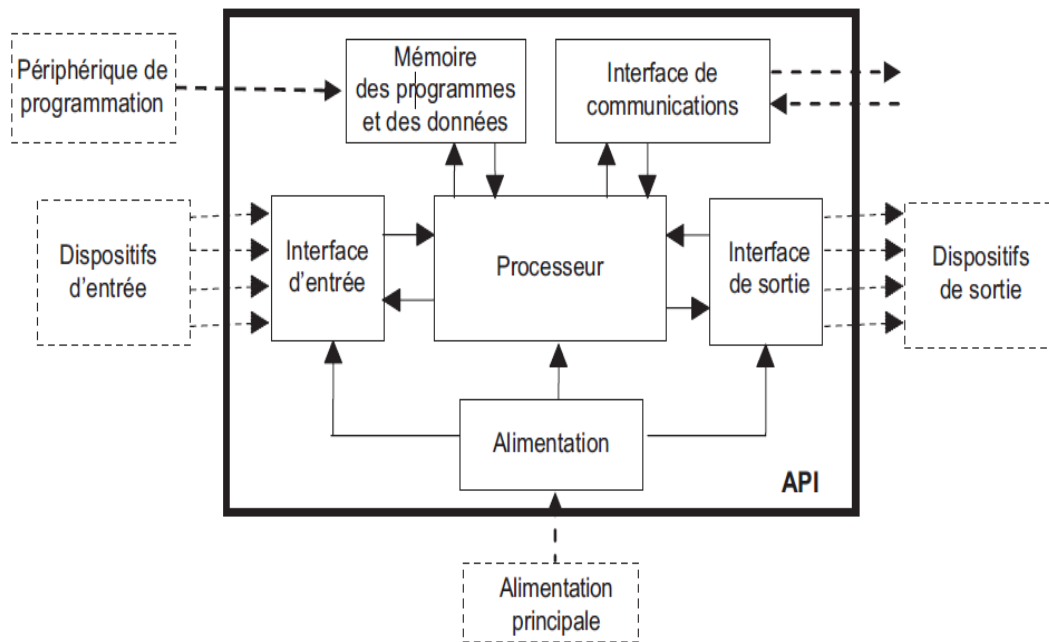 Périphérique de
programmation
Mémoire
des programmes
et des données
Interface de
communications
Dispositifs
d'entrée
Interface
d'entrée
Processeur
Interface
de sortie
Dispositifs
de sortie
Alimentation
API
Alimentation
principale